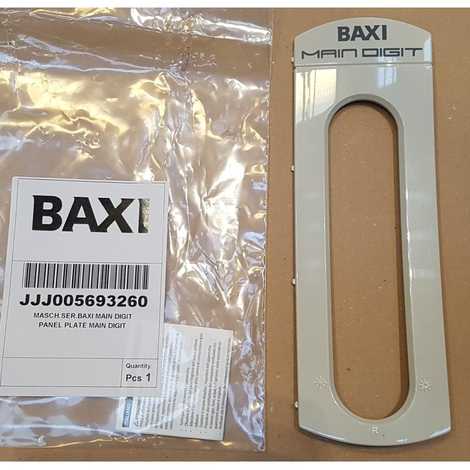 BAXI
MAIN DIGIT
R
BAXI
JJJ005693260
MASCH.SER.BAXI MAIN DIGIT
PANEL PLATE MAIN DIGIT
Quantity
Pcs 1